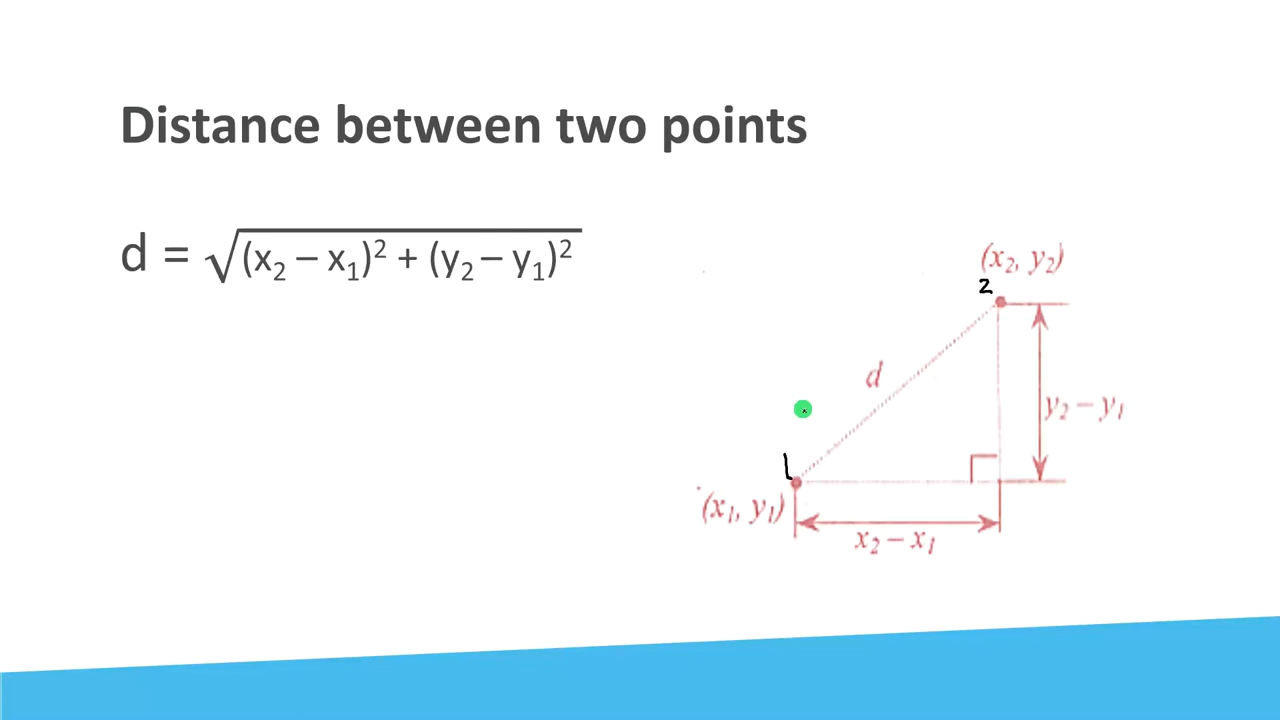 Distance between two points
d = √(x₂ – x₁)² + (y₂ – y₁)²
(x₂, y₂)
2
d
y₂ – y₁
1
(x₁, y₁)
x₂ – x₁